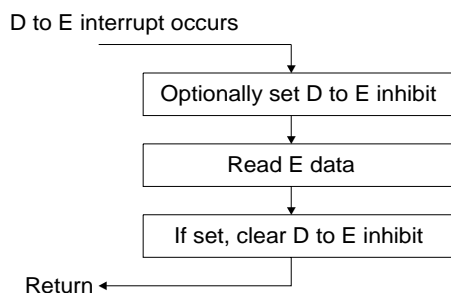 D to E interrupt occurs
Optionally set D to E inhibit
Read E data
If set, clear D to E inhibit
Return